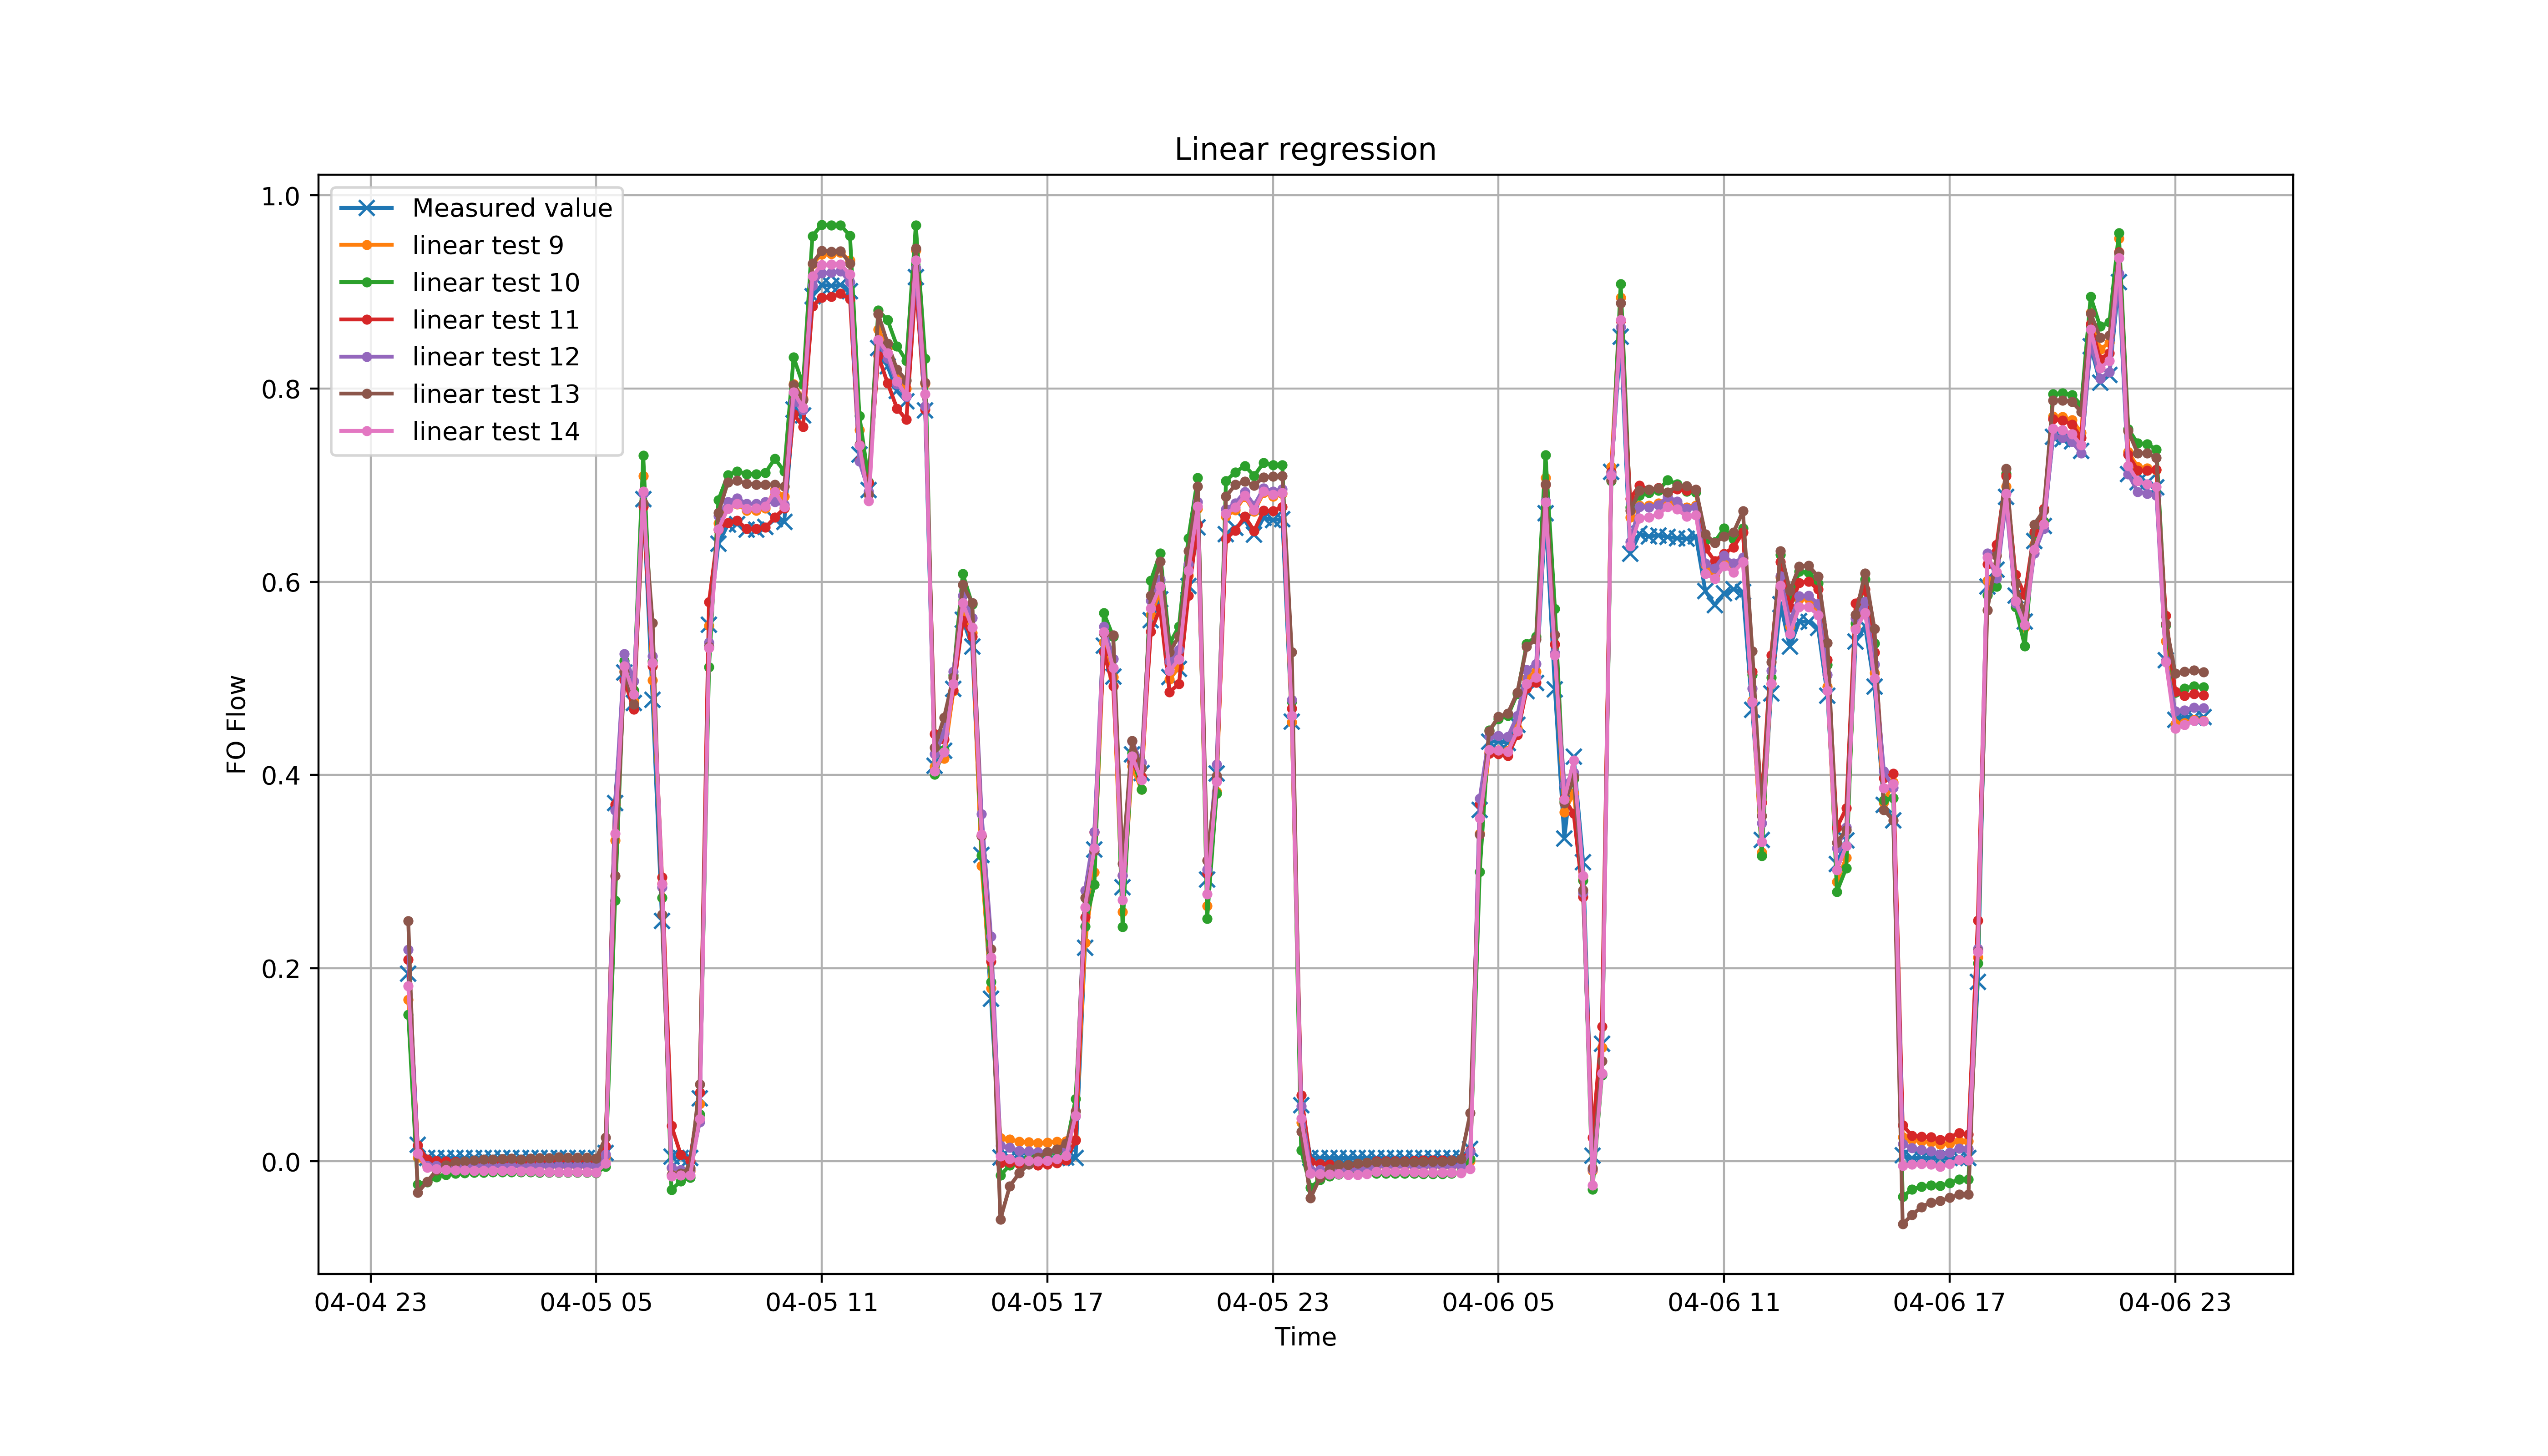 Linear regression
1.0
0.8
0.6
0.4
0.2
0.0
FO Flow
Measured value
linear test 9
linear test 10
linear test 11
linear test 12
linear test 13
linear test 14
04-04 23
04-05 05
04-05 11
04-05 17
04-05 23
04-06 05
04-06 11
04-06 17
04-06 23
Time